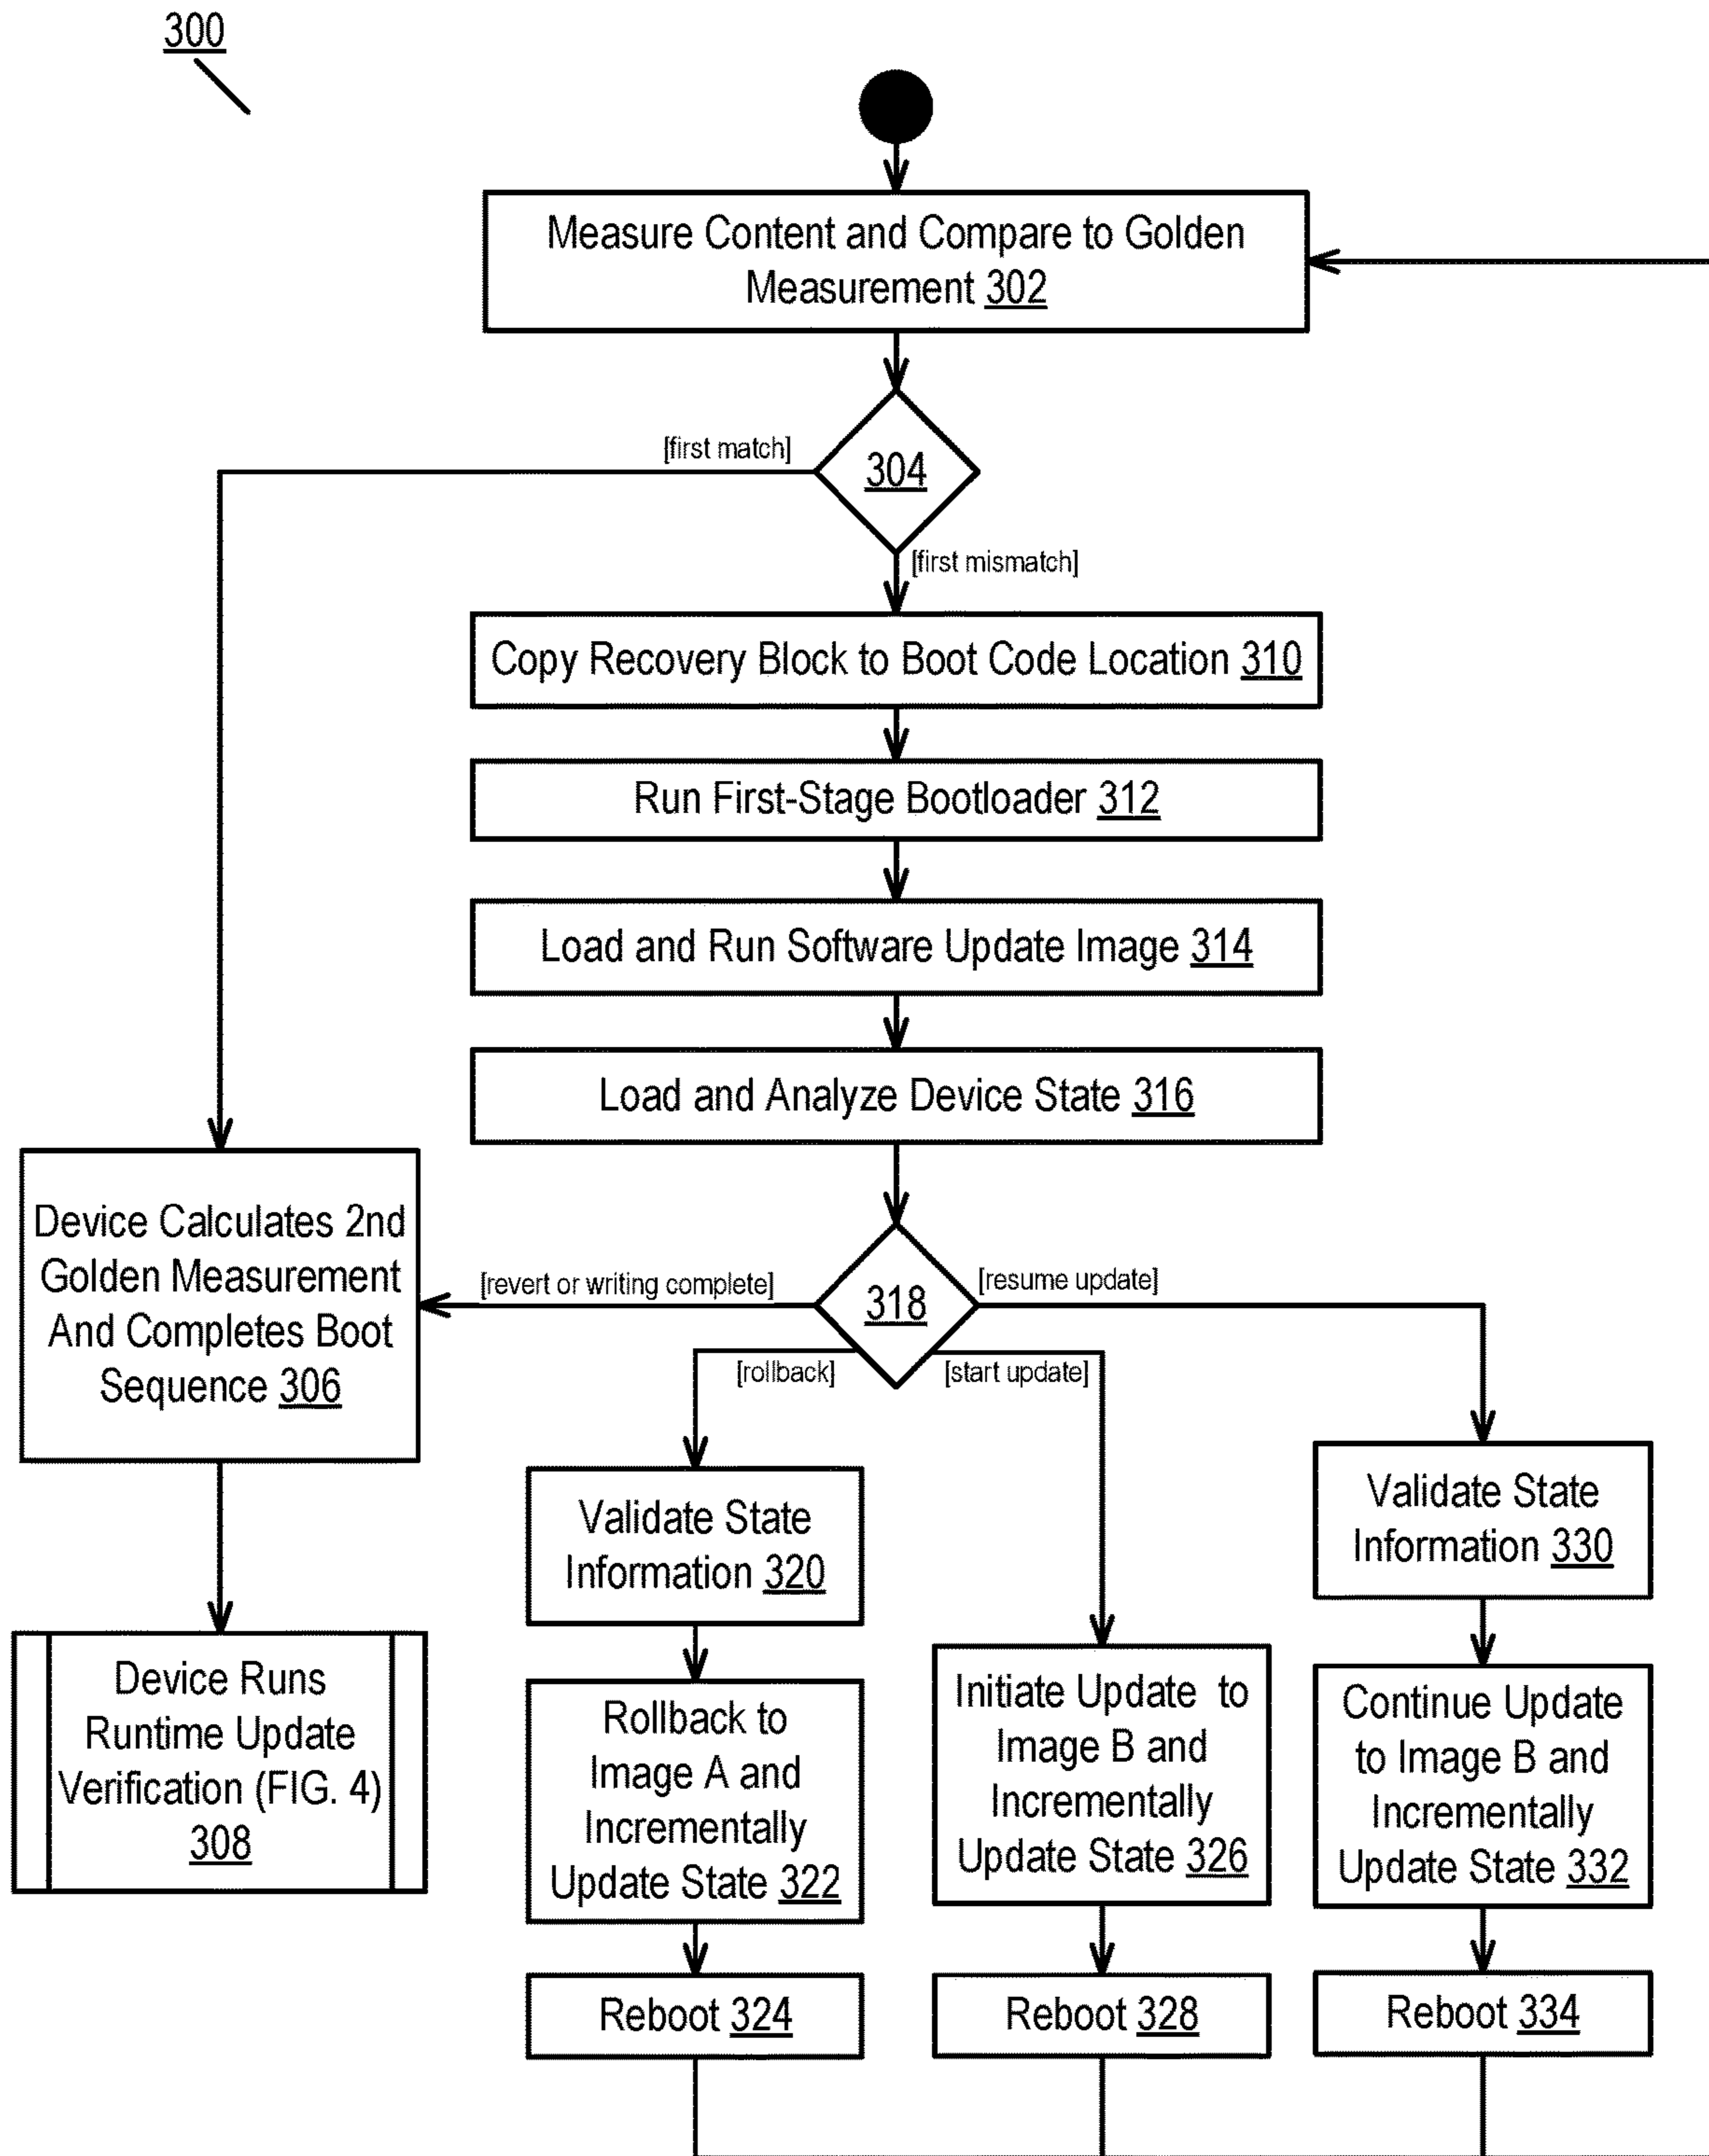 300
Measure Content and Compare to Golden
Measurement 302
[first match]
304
[first mismatch]
Copy Recovery Block to Boot Code Location 310
Run First-Stage Bootloader 312
Load and Run Software Update Image 314
Load and Analyze Device State 316
Device Calculates 2nd
Golden Measurement
And Completes Boot
Sequence 306
[revert or writing complete]
318
[resume update]
[rollback]
[start update]
Validate State
Information 320
Validate State
Information 330
Device Runs
Runtime Update
Verification (FIG. 4)
308
Rollback to
Image A and
Incrementally
Update State 322
Initiate Update to
Image B and
Incrementally
Update State 326
Continue Update
to Image B and
Incrementally
Update State 332
Reboot 324
Reboot 328
Reboot 334